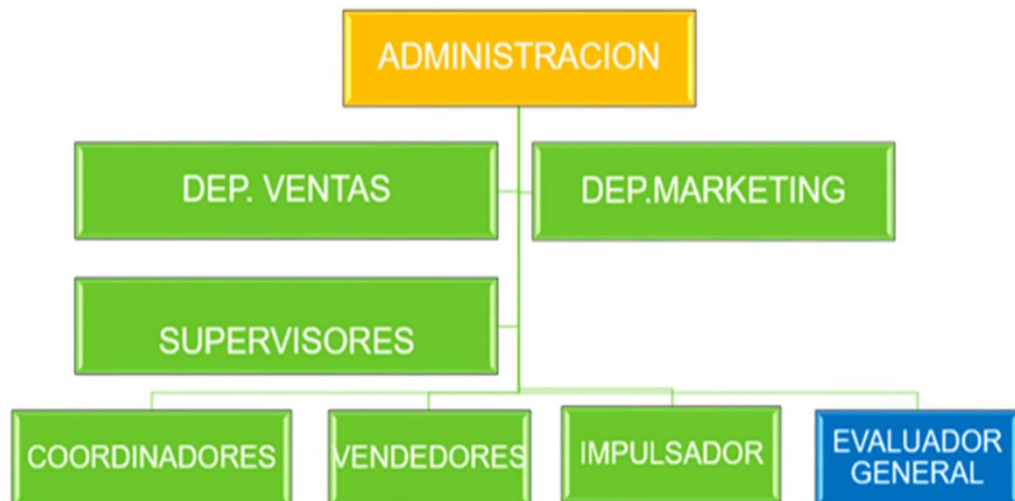 ADMINISTRACION
DEP. VENTAS
DEP.MARKETING
SUPERVISORES
COORDINADORES
VENDEDORES
IMPULSADOR
EVALUADOR
GENERAL